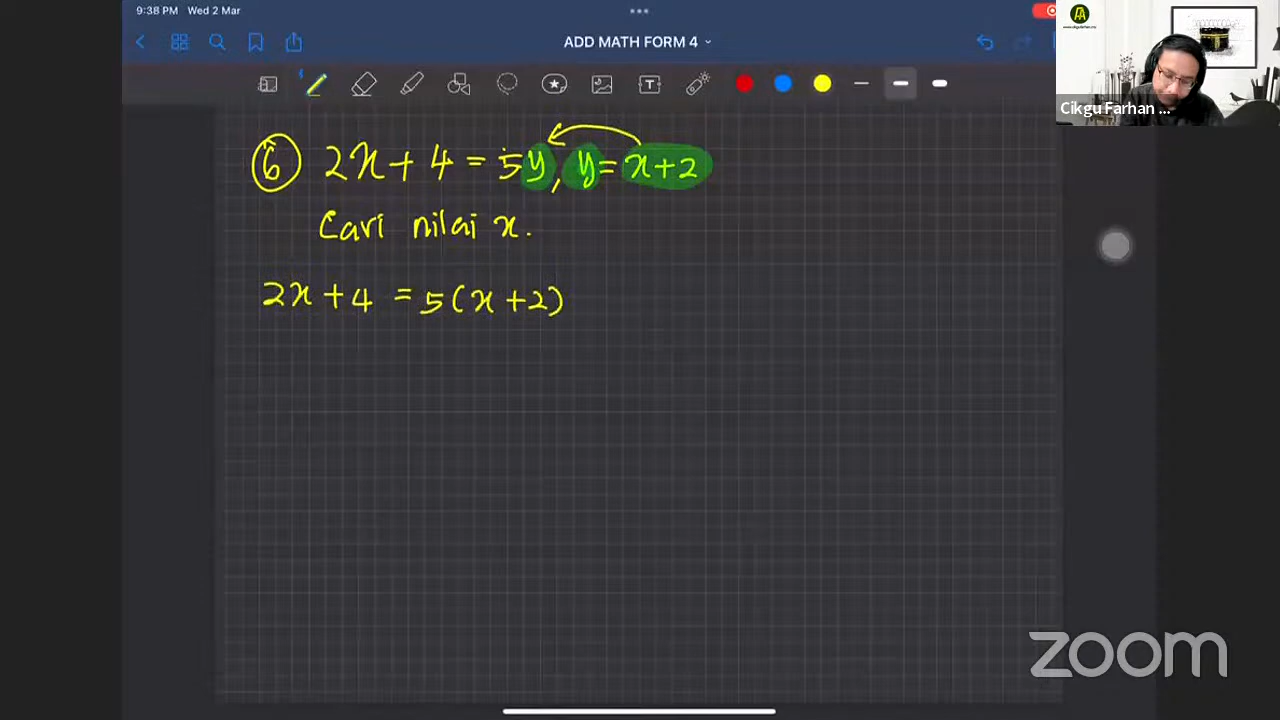 9:38 PM Wed 2 Mar
ADD MATH FORM 4
T
Cikgu Farhan ...
⑥ 2x + 4 = 5y, y = x+2
Cari nilai x.
2x + 4 = 5(x + 2)
zoom